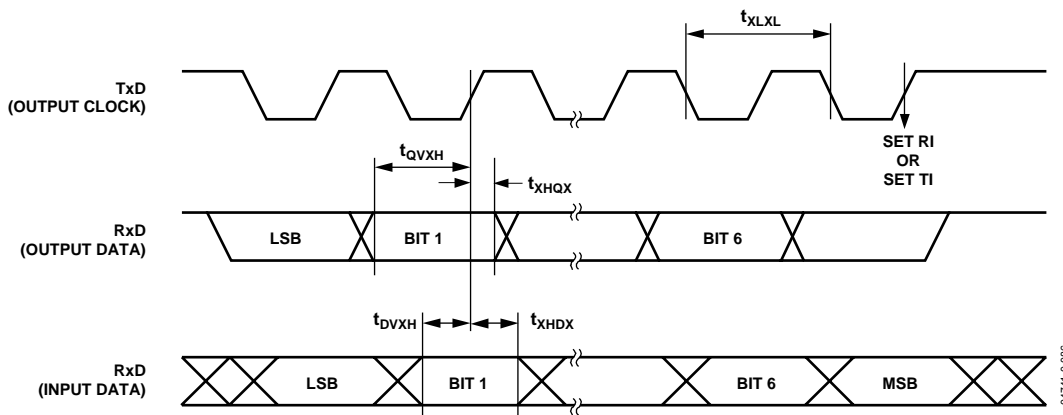 tXLXL
TxD
(OUTPUT CLOCK)
SET RI
OR
SET TI
tQVXH
tXHQX
RxD
(OUTPUT DATA)
LSB
BIT 1
BIT 6
tDVXH
tXHDX
RxD
(INPUT DATA)
LSB
BIT 1
BIT 6
MSB